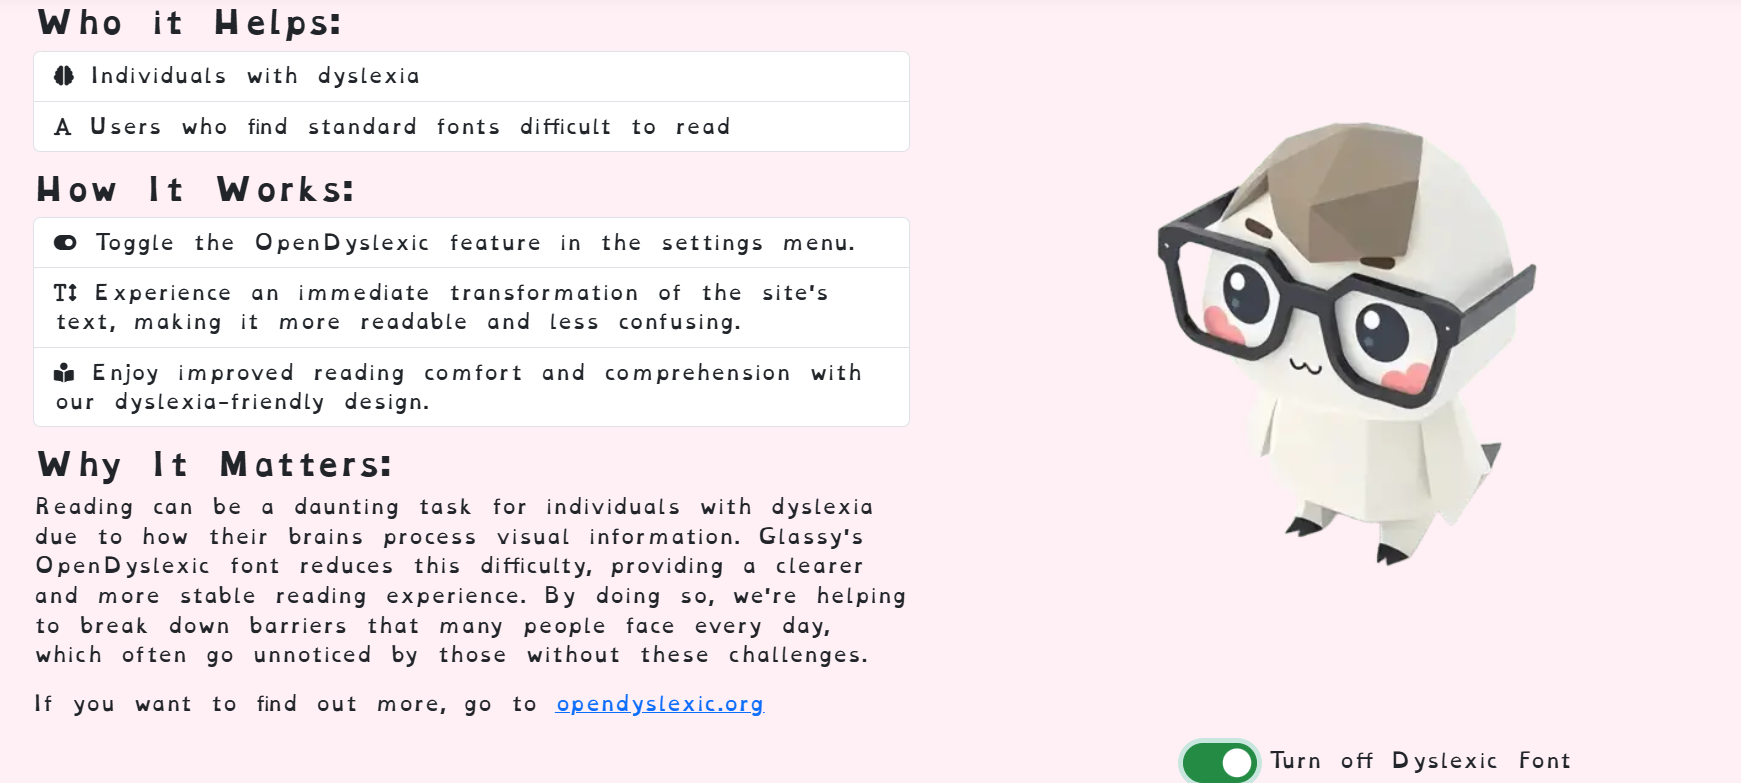 Who it Helps:
Individuals with dyslexia
Users who find standard fonts difficult to read
How It Works:
Toggle the OpenDyslexic feature in the settings menu.
Experience an immediate transformation of the site's
text, making it more readable and less confusing.
Enjoy improved reading comfort and comprehension with
our dyslexia-friendly design.
Why It Matters:
Reading can be a daunting task for individuals with dyslexia
due to how their brains process visual information. Glassy's
OpenDyslexic font reduces this difficulty, providing a clearer
and more stable reading experience. By doing so, we're helping
to break down barriers that many people face every day,
which often go unnoticed by those without these challenges.
If you want to find out more, go to opendyslexic.org
Turn off Dyslexic Font